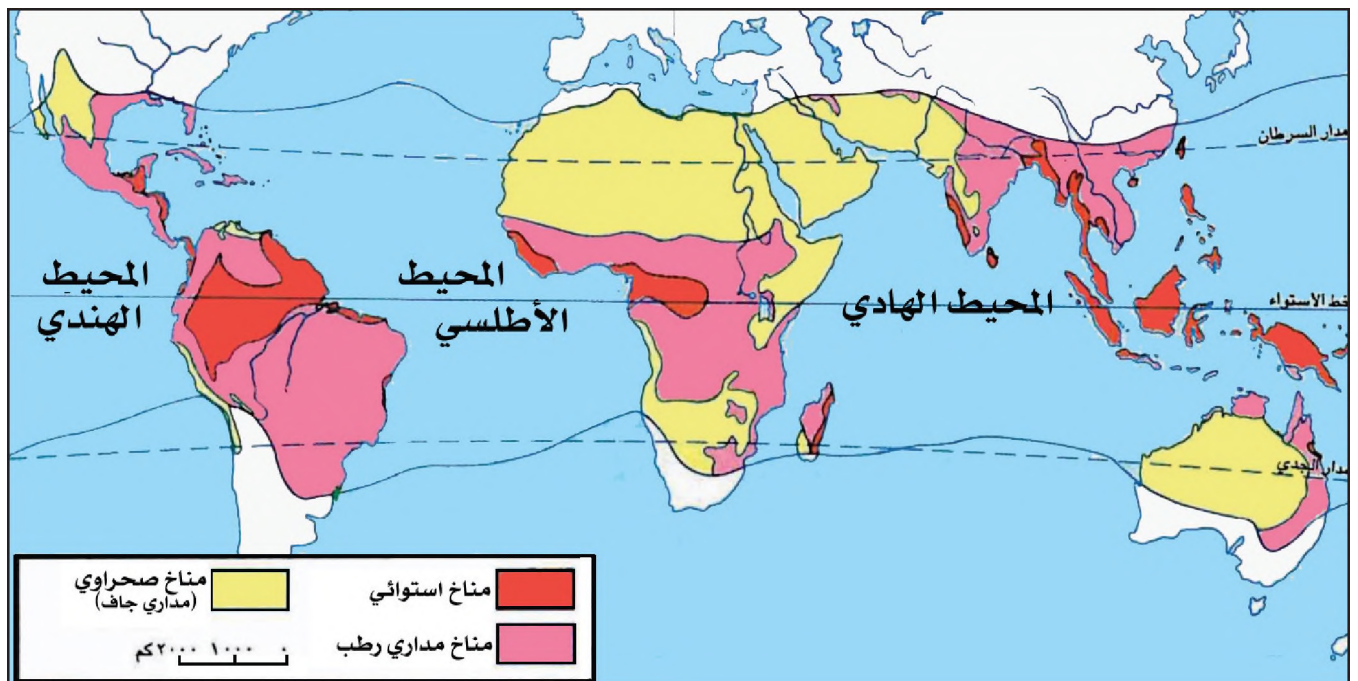 مدار السرطان
المحيط
الهندي
المحيط
الأطلسي
المحيط الهادي
خط الاستواء
مدار الجدي
مناخ استوائي
مناخ مداري رطب
مناخ صحراوي
(مداري جاف)
٠ ١٠٠٠ ٢٠٠٠ كم